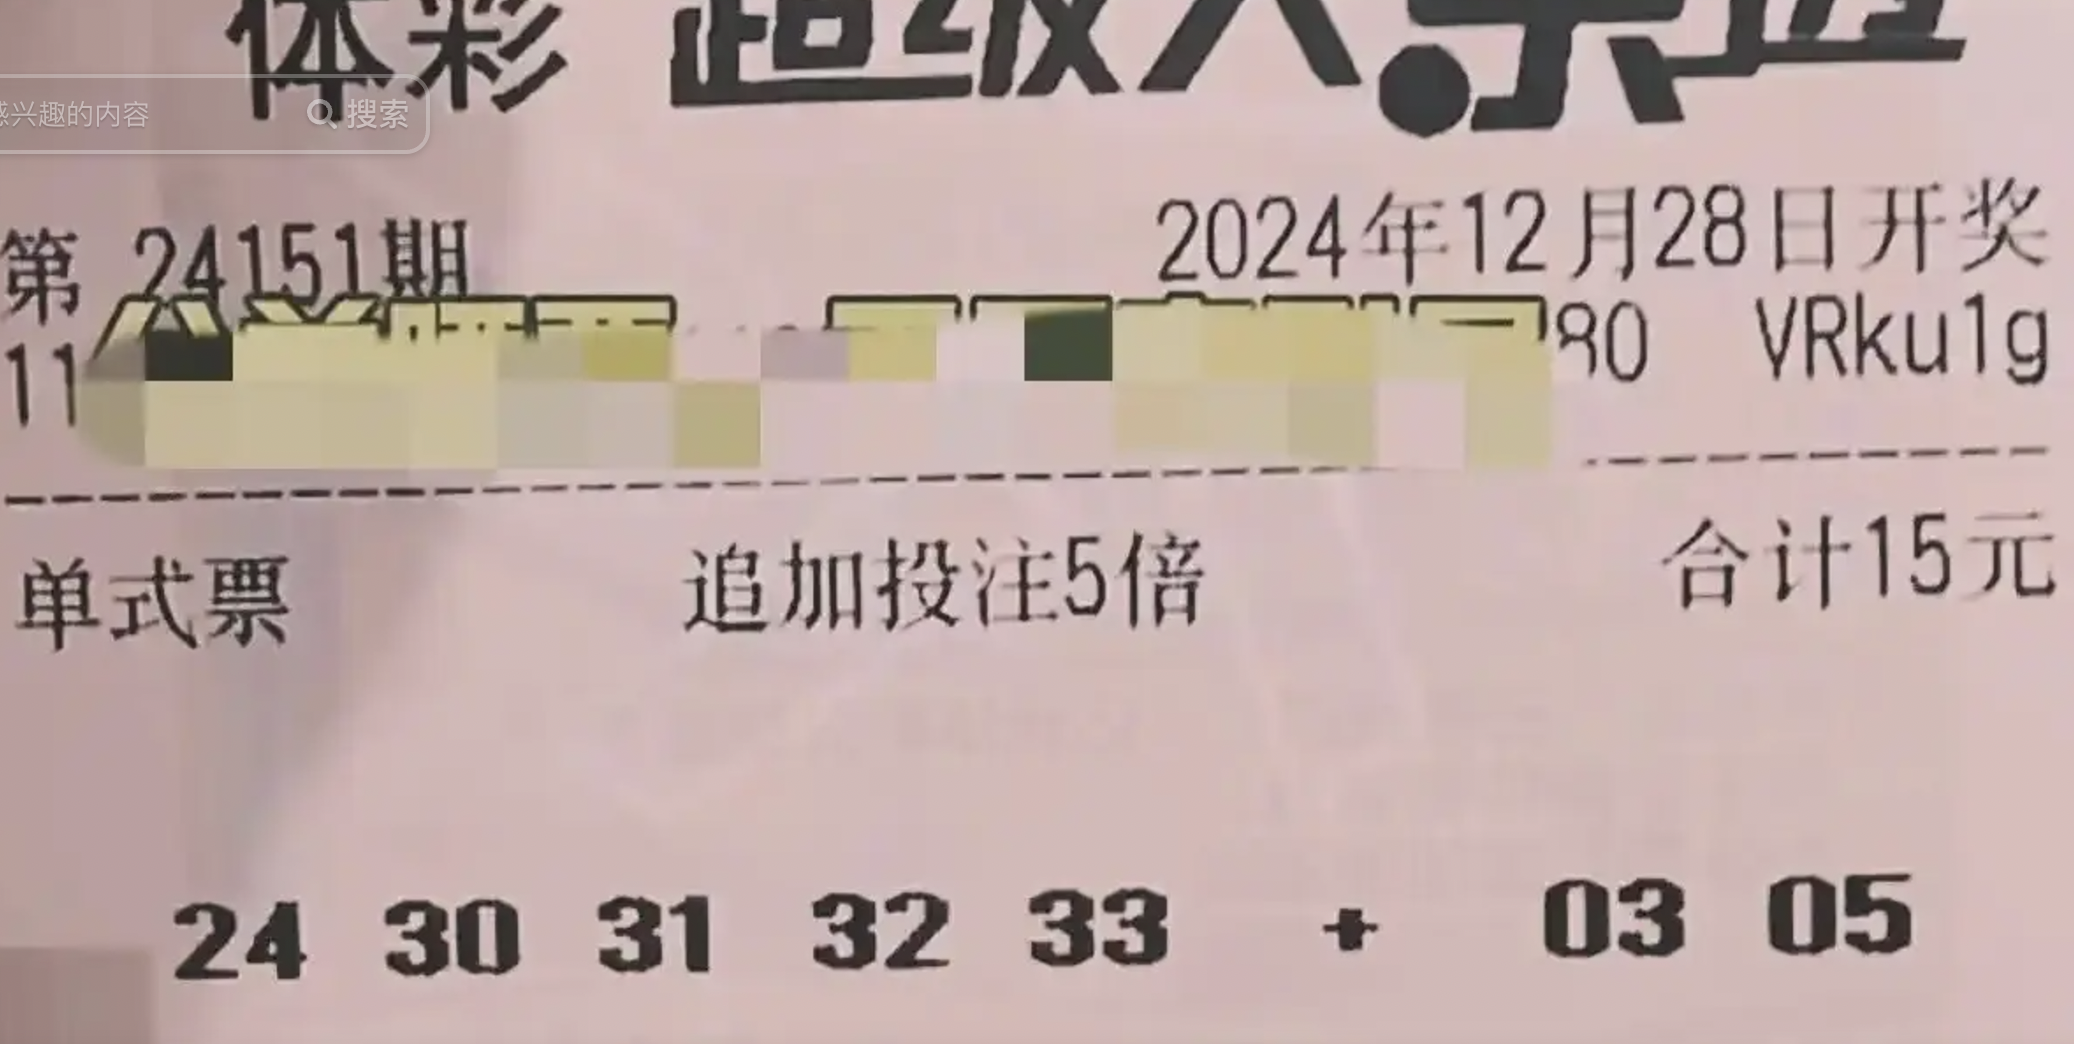 体彩 超级大乐透
感兴趣的内容 搜索
第 24151期 2024年12月28日开奖
11 80 VRku1g
单式票 追加投注5倍 合计15元
24 30 31 32 33 + 03 05